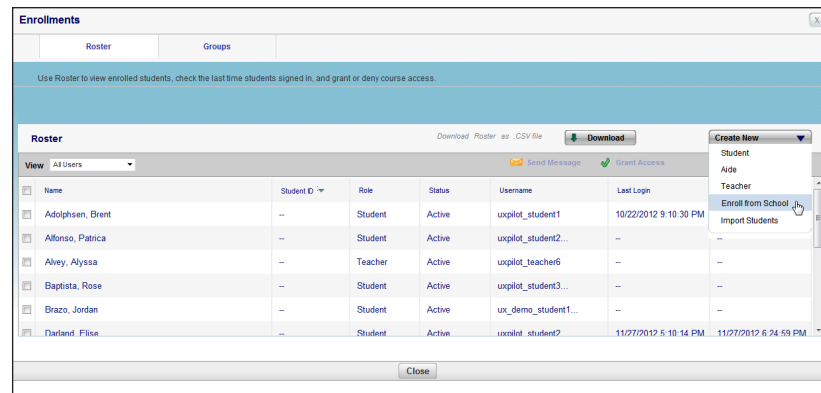 Enrollments
X
Roster Groups
Use Roster to view enrolled students, check the last time students signed in, and grant or deny course access.
Roster Download Roster as .CSV file Download Create New
Student
View All Users Send Message Grant Access
Aide
Teacher
Name Student ID Role Status Username Last Login
Enroll from School
Adolphsen, Brent -- Student Active uxpilot_student1 10/22/2012 9:10:30 PM
Import Students
Alfonso, Patrica -- Student Active uxpilot_student2... -- --
Alvey, Alyssa -- Teacher Active uxpilot_teacher6 -- --
Baptista, Rose -- Student Active uxpilot_student3... -- --
Brazo, Jordan -- Student Active ux_demo_student1... -- --
Darland, Elise -- Student Active uxpilot_student2 11/27/2012 5:10:14 PM 11/27/2012 6:24:59 PM
Close